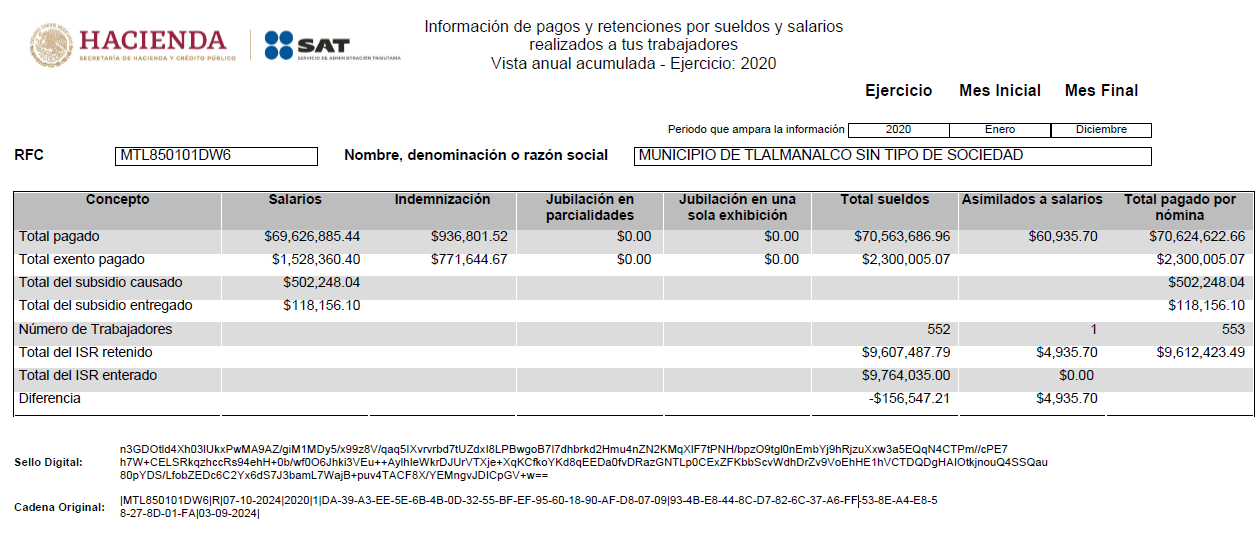 HACIENDA
SECRETARÍA DE HACIENDA Y CRÉDITO PÚBLICO
SAT
SERVICIO DE ADMINISTRACIÓN TRIBUTARIA
Información de pagos y retenciones por sueldos y salarios
realizados a tus trabajadores
Vista anual acumulada - Ejercicio: 2020
Ejercicio Mes Inicial Mes Final
Periodo que ampara la información 2020 Enero Diciembre
RFC MTL850101DW6 Nombre, denominación o razón social MUNICIPIO DE TLALMANALCO SIN TIPO DE SOCIEDAD
Concepto Salarios Indemnización Jubilación en parcialidades Jubilación en una sola exhibición Total sueldos Asimilados a salarios Total pagado por nómina
Total pagado $69,626,885.44 $936,801.52 $0.00 $0.00 $70,563,686.96 $60,935.70 $70,624,622.66
Total exento pagado $1,528,360.40 $771,644.67 $0.00 $0.00 $2,300,005.07 $2,300,005.07
Total del subsidio causado $502,248.04 $502,248.04
Total del subsidio entregado $118,156.10 $118,156.10
Número de Trabajadores 552 1 553
Total del ISR retenido $9,607,487.79 $4,935.70 $9,612,423.49
Total del ISR enterado $9,764,035.00 $0.00
Diferencia -$156,547.21 $4,935.70
Sello Digital:
n3GDOtld4Xh03IUkxPwMA9AZ/giM1MDy5/x99z8V/qaq5IXvrvrbd7tUZdxI8LPBwgoB7I7dhbrkd2Hmu4nZN2KMqXIF7tPNH/bpzO9tgl0nEmbYj9hRjzuXxw3a5EQqN4CTPm//cPE7
h7W+CELSRkqzhccRs94ehH+0b/wf0O6Jhki3VEu++AylhIeWkrDJUrVTXje+XqKCfkoYKd8qEEDa0fvDRazGNTLp0CExZFKbbScvWdhDrZv9VoEhHE1hVCTDQDgHAIOtkjnouQ4SSQau
80pYDS/LfobZEDc6C2Yx6dS7J3bamL7WajB+puv4TACF8X/YEMngvJDICpGV+w==
Cadena Original:
|MTL850101DW6|R|07-10-2024|2020|1|DA-39-A3-EE-5E-6B-4B-0D-32-55-BF-EF-95-60-18-90-AF-D8-07-09|93-4B-E8-44-8C-D7-82-6C-37-A6-FF-53-8E-A4-E8-5
8-27-8D-01-FA|03-09-2024|